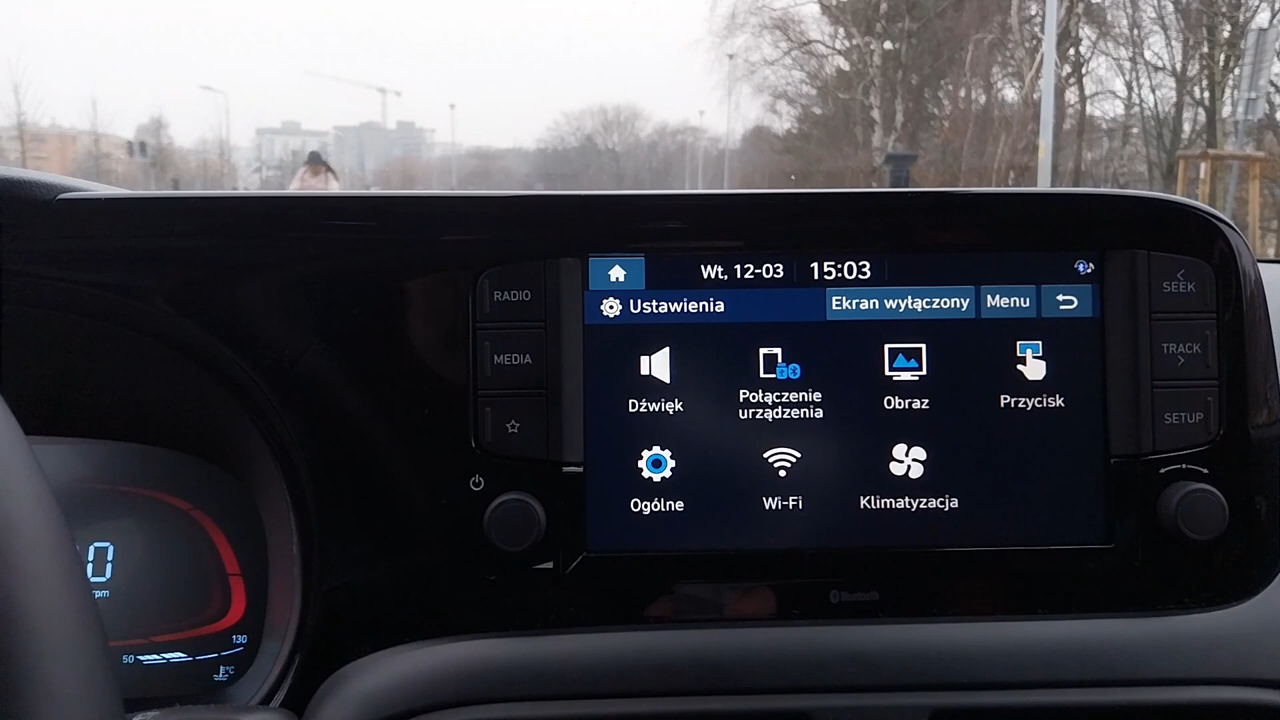 Wt, 12-03
15:03
Ustawienia
Ekran wyłączony
Menu
RADIO
MEDIA
SEEK
TRACK
SETUP
Dźwięk
Połączenie
urządzenia
Obraz
Przycisk
Ogólne
Wi-Fi
Klimatyzacja
0
rpm
50
130
°C
Bluetooth